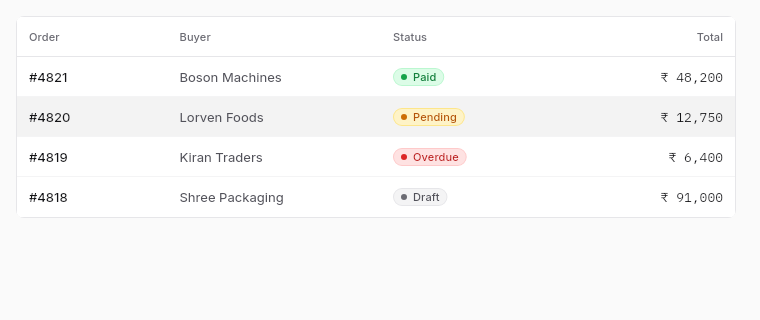 Order Buyer Status Total
#4821 Boson Machines Paid ₹ 48,200
#4820 Lorven Foods Pending ₹ 12,750
#4819 Kiran Traders Overdue ₹ 6,400
#4818 Shree Packaging Draft ₹ 91,000